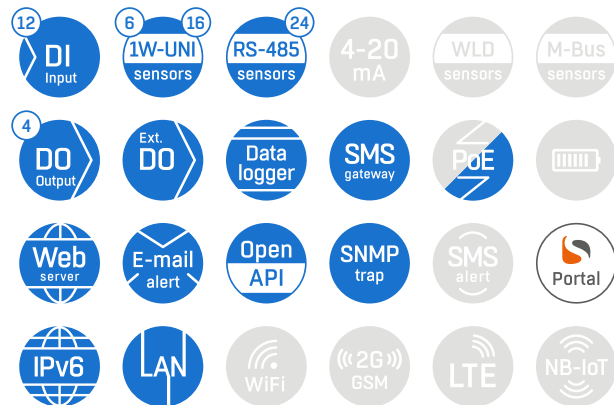 12
DI
Input
6
16
1W-UNI
sensors
24
RS-485
sensors
4-20
mA
WLD
sensors
M-Bus
sensors
4
DO
Output
Ext.
DO
Data
logger
SMS
gateway
PoE
Web
server
E-mail
alert
Open
API
SNMP
trap
SMS
alert
Portal
IPv6
LAN
WiFi
2G
GSM
LTE
NB-IoT